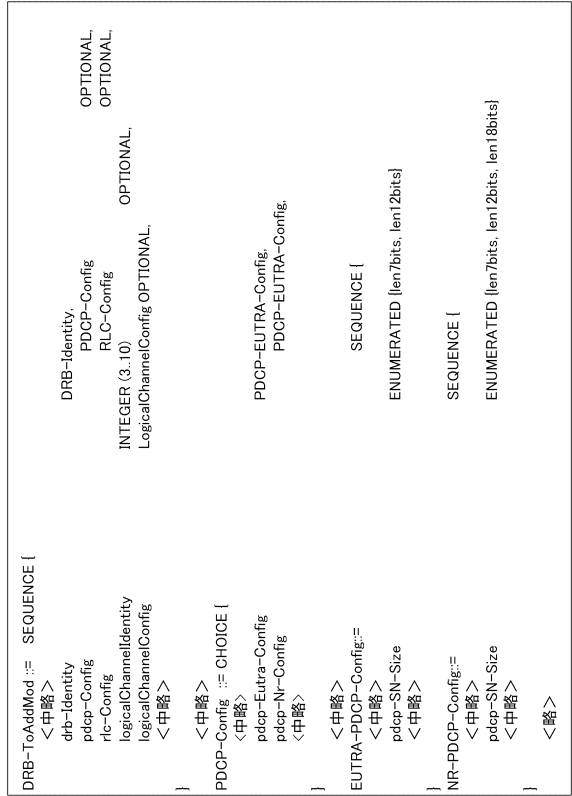 DRB-ToAddMod ::= SEQUENCE {
<中略>
drb-Identity DRB-Identity,
pdcp-Config PDCP-Config OPTIONAL,
rlc-Config RLC-Config OPTIONAL,
logicalChannelIdentity INTEGER (3..10) OPTIONAL,
logicalChannelConfig LogicalChannelConfig OPTIONAL,
<中略>
}
<中略>
PDCP-Config ::= CHOICE {
<中略>
pdcp-Eutra-Config PDCP-EUTRA-Config,
pdcp-Nr-Config PDCP-EUTRA-Config,
<中略>
}
<中略>
EUTRA-PDCP-Config::= SEQUENCE {
<中略>
pdcp-SN-Size ENUMERATED {len7bits, len12bits}
<中略>
}
NR-PDCP-Config::= SEQUENCE {
<中略>
pdcp-SN-Size ENUMERATED {len7bits, len12bits, len18bits}
<中略>
}
<略>